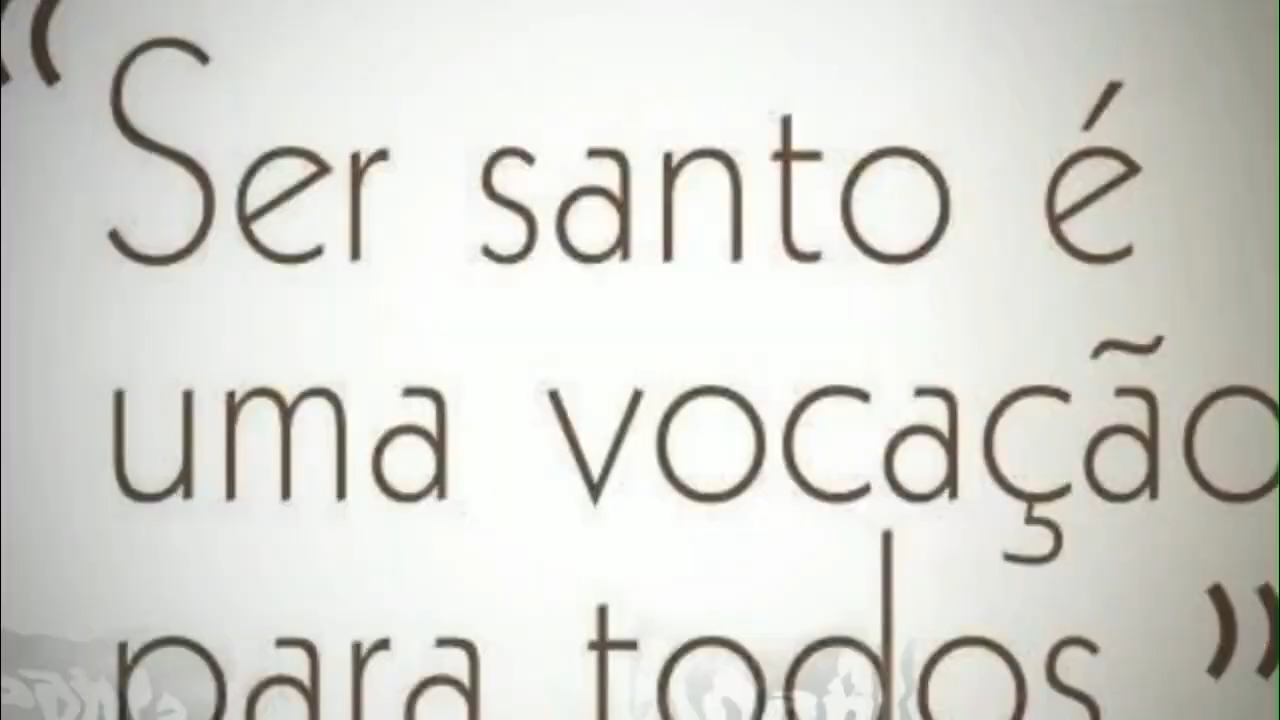 “Ser santo é
uma vocação
para todos”